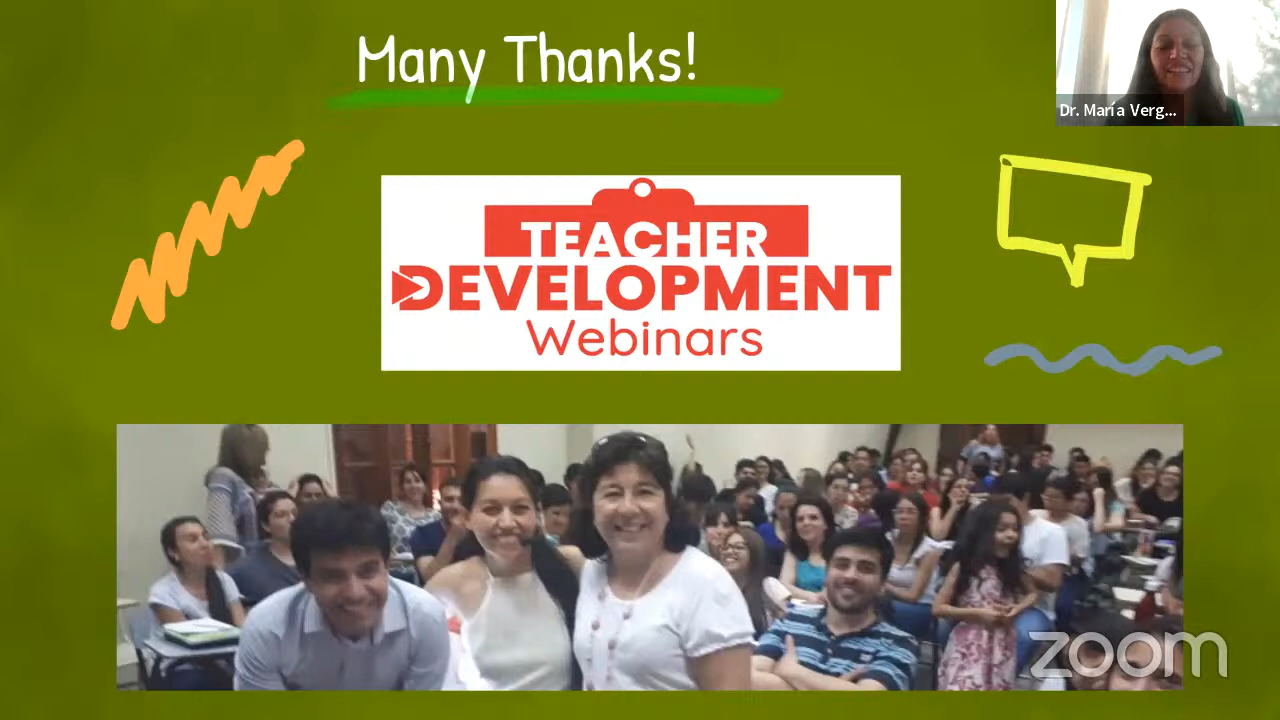 Many Thanks!
Dr. María Verg...
TEACHER
DEVELOPMENT
Webinars
zoom